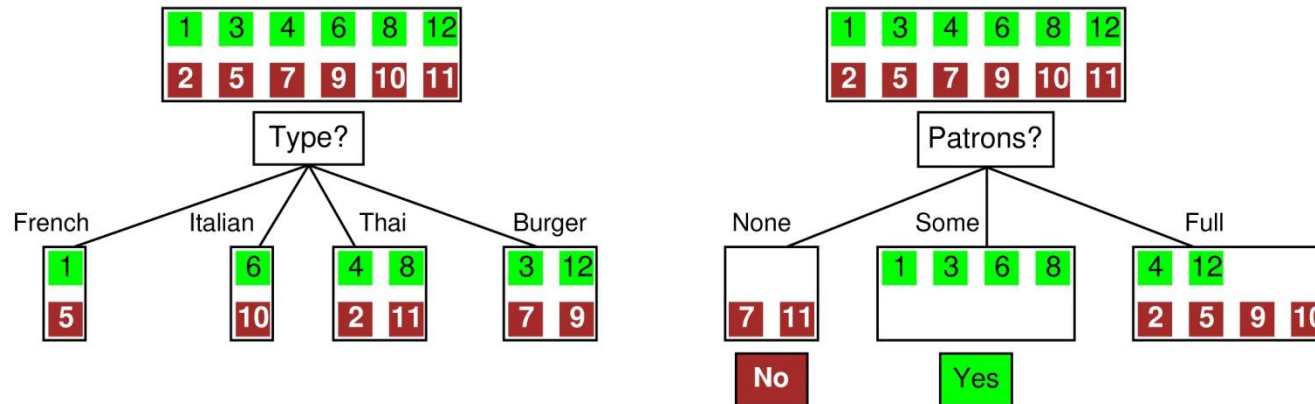 1 3 4 6 8 12
2 5 7 9 10 11
Type?
French Italian Thai Burger
1 6 4 8 3 12
5 10 2 11 7 9
1 3 4 6 8 12
2 5 7 9 10 11
Patrons?
None Some Full
1 3 6 8 4 12
7 11 2 5 9 10
No Yes